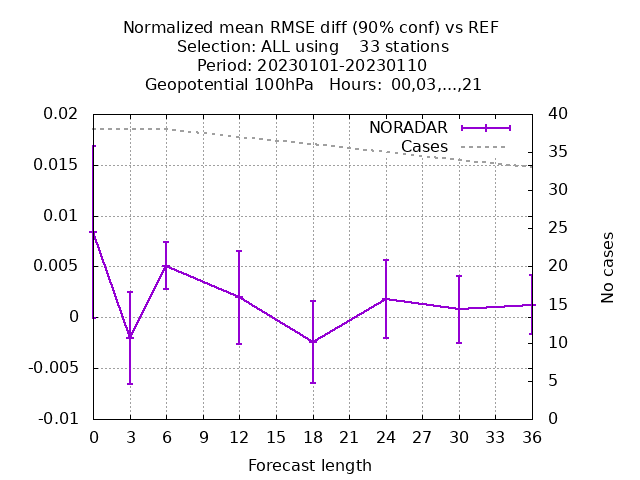 Normalized mean RMSE diff (90% conf) vs REF
Selection: ALL using    33 stations
Period: 20230101-20230110
Geopotential 100hPa   Hours:  00,03,...,21
NORADAR
Cases
0.02
0.015
0.01
0.005
0
-0.005
-0.01
40
35
30
25
20
15
10
5
0
No cases
0 3 6 9 12 15 18 21 24 27 30 33 36
Forecast length